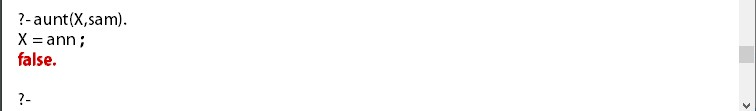 ?- aunt(X,sam).
X = ann ;
false.
?-